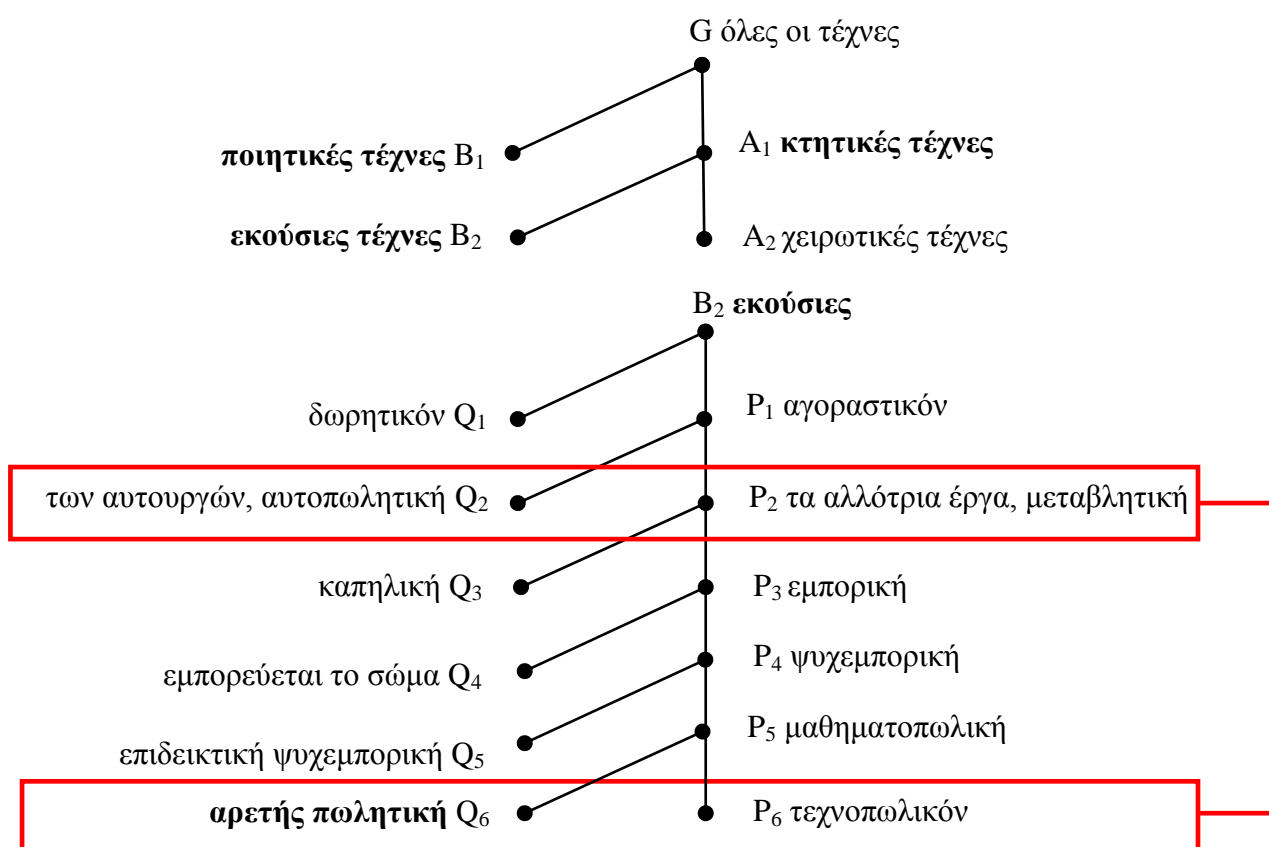 G όλες οι τέχνες
ποιητικές τέχνες B₁ A₁ κτητικές τέχνες
εκούσιες τέχνες B₂ A₂ χειρωτικές τέχνες
B₂ εκούσιες
δωρητικόν Q₁ P₁ αγοραστικόν
των αυτουργών, αυτοπωλητική Q₂ P₂ τα αλλότρια έργα, μεταβλητική
καπηλική Q₃ P₃ εμπορική
εμπορεύεται το σώμα Q₄ P₄ ψυχεμπορική
επιδεικτική ψυχεμπορική Q₅ P₅ μαθηματοπωλική
αρετής πωλητική Q₆ P₆ τεχνοπωλικόν